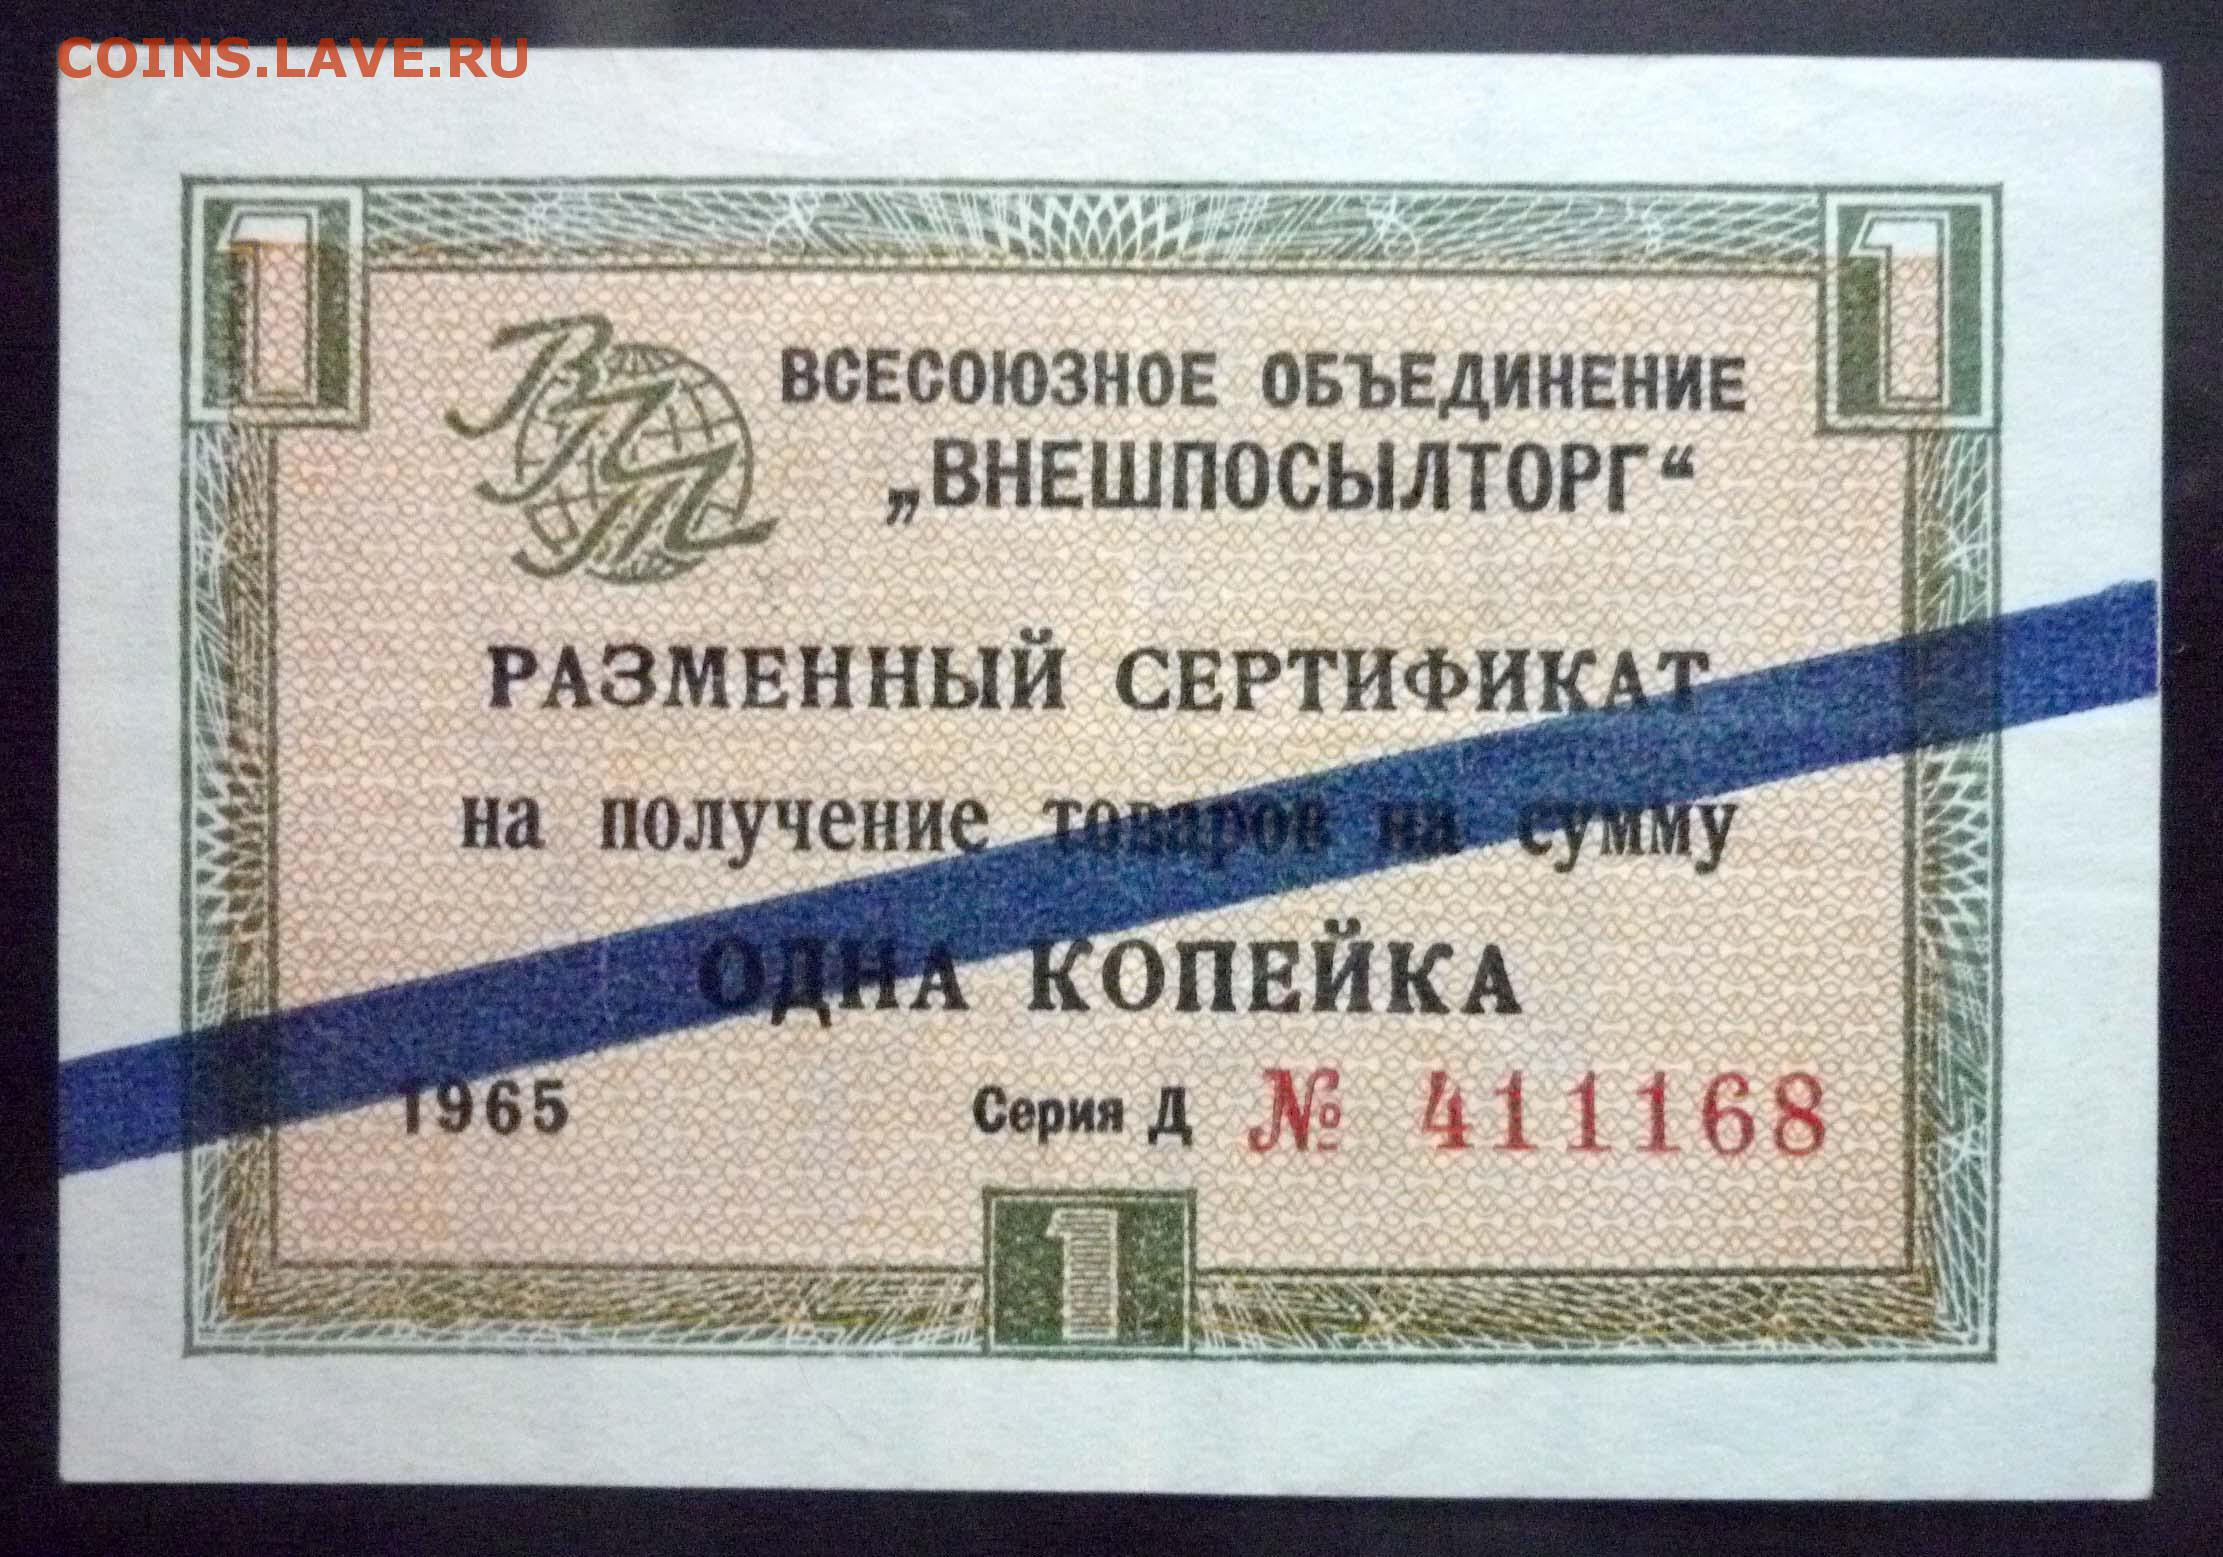 COINS.LAVE.RU
1 1
ВПТ
ВСЕСОЮЗНОЕ ОБЪЕДИНЕНИЕ
„ВНЕШПОСЫЛТОРГ“
РАЗМЕННЫЙ СЕРТИФИКАТ
на получение товаров на сумму
ОДНА КОПЕЙКА
1965 Серия Д № 411168
1